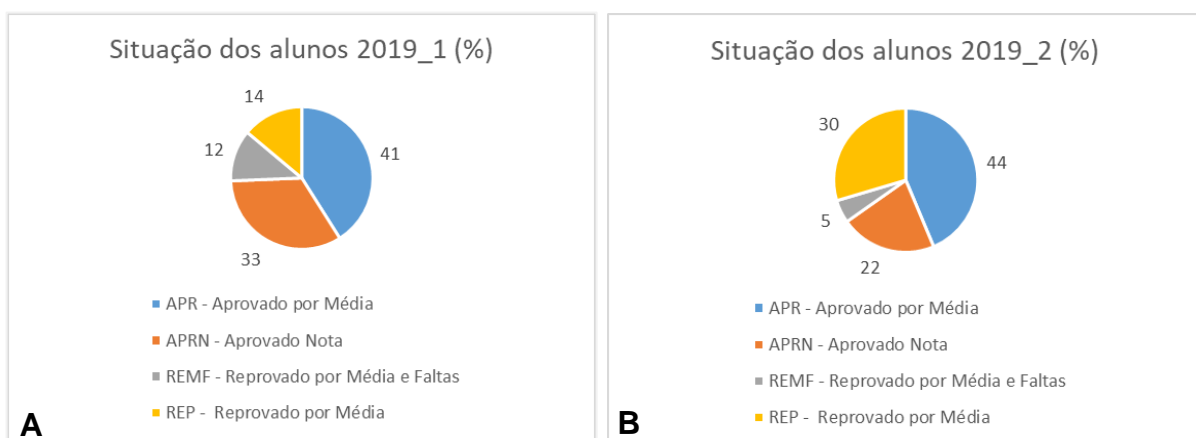 Situação dos alunos 2019_1 (%)
14
12
41
33
APR - Aprovado por Média
APRN - Aprovado Nota
REMF - Reprovado por Média e Faltas
REP - Reprovado por Média
A
Situação dos alunos 2019_2 (%)
30
44
5
22
APR - Aprovado por Média
APRN - Aprovado Nota
REMF - Reprovado por Média e Faltas
REP - Reprovado por Média
B